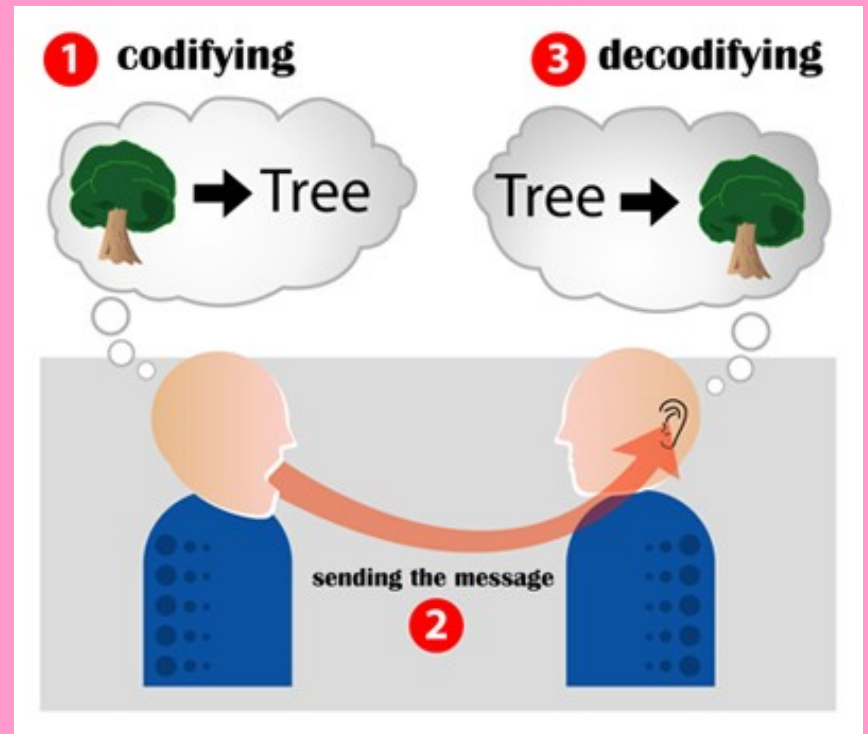 1 codifying
3 decodifying
Tree
Tree
sending the message
2